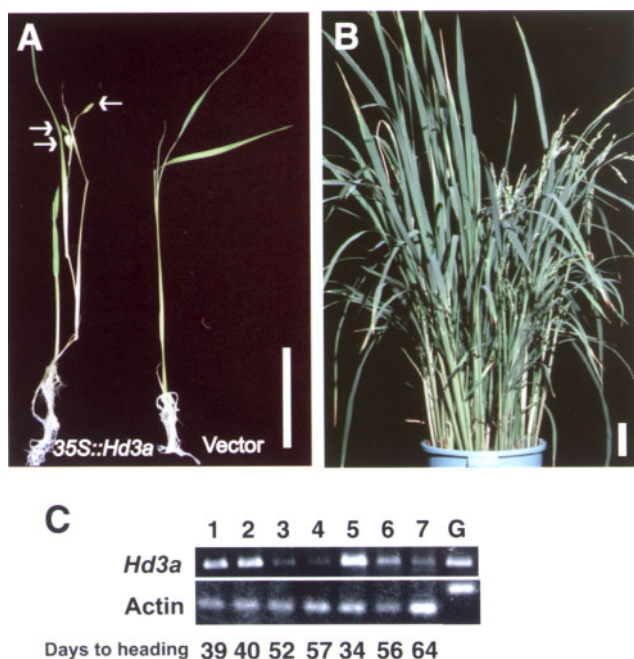 A
B
35S::Hd3a Vector
C
1 2 3 4 5 6 7 G
Hd3a
Actin
Days to heading 39 40 52 57 34 56 64